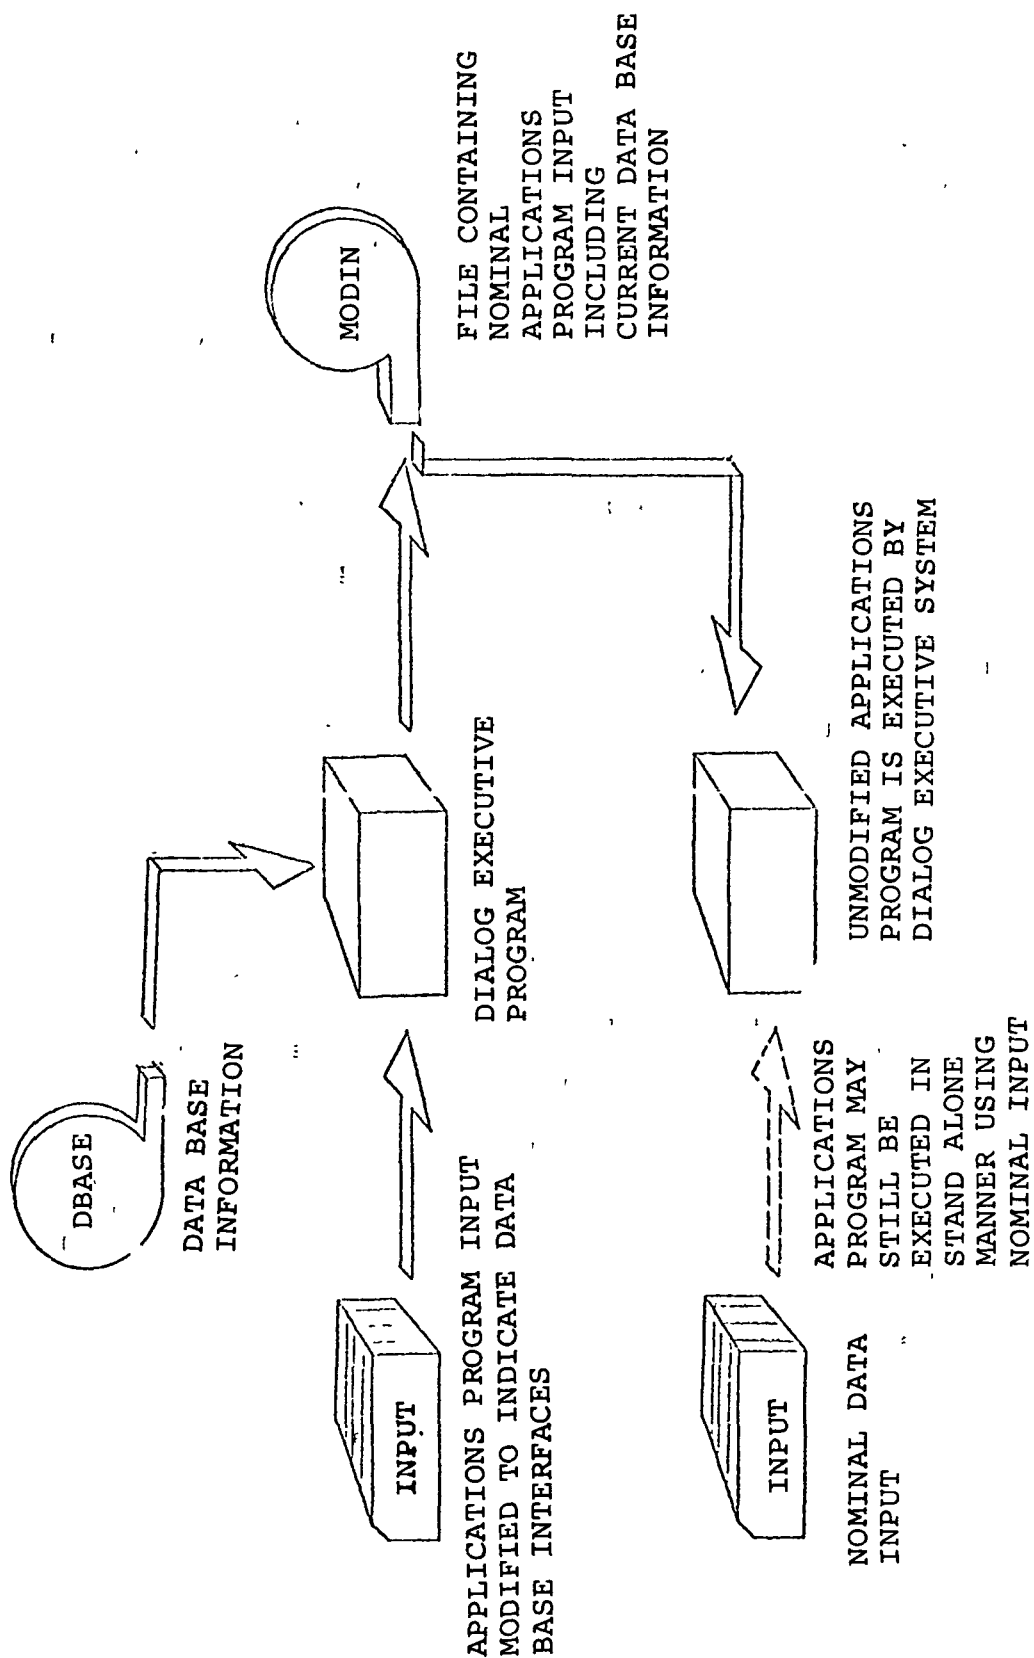 DBASE
DATA BASE
INFORMATION
INPUT
APPLICATIONS PROGRAM INPUT
MODIFIED TO INDICATE DATA
BASE INTERFACES
DIALOG EXECUTIVE
PROGRAM
MODIN
FILE CONTAINING
NOMINAL
APPLICATIONS
PROGRAM INPUT
INCLUDING
CURRENT DATA BASE
INFORMATION
INPUT
NOMINAL DATA
INPUT
APPLICATIONS
PROGRAM MAY
STILL BE
EXECUTED IN
STAND ALONE
MANNER USING
NOMINAL INPUT
UNMODIFIED APPLICATIONS
PROGRAM IS EXECUTED BY
DIALOG EXECUTIVE SYSTEM